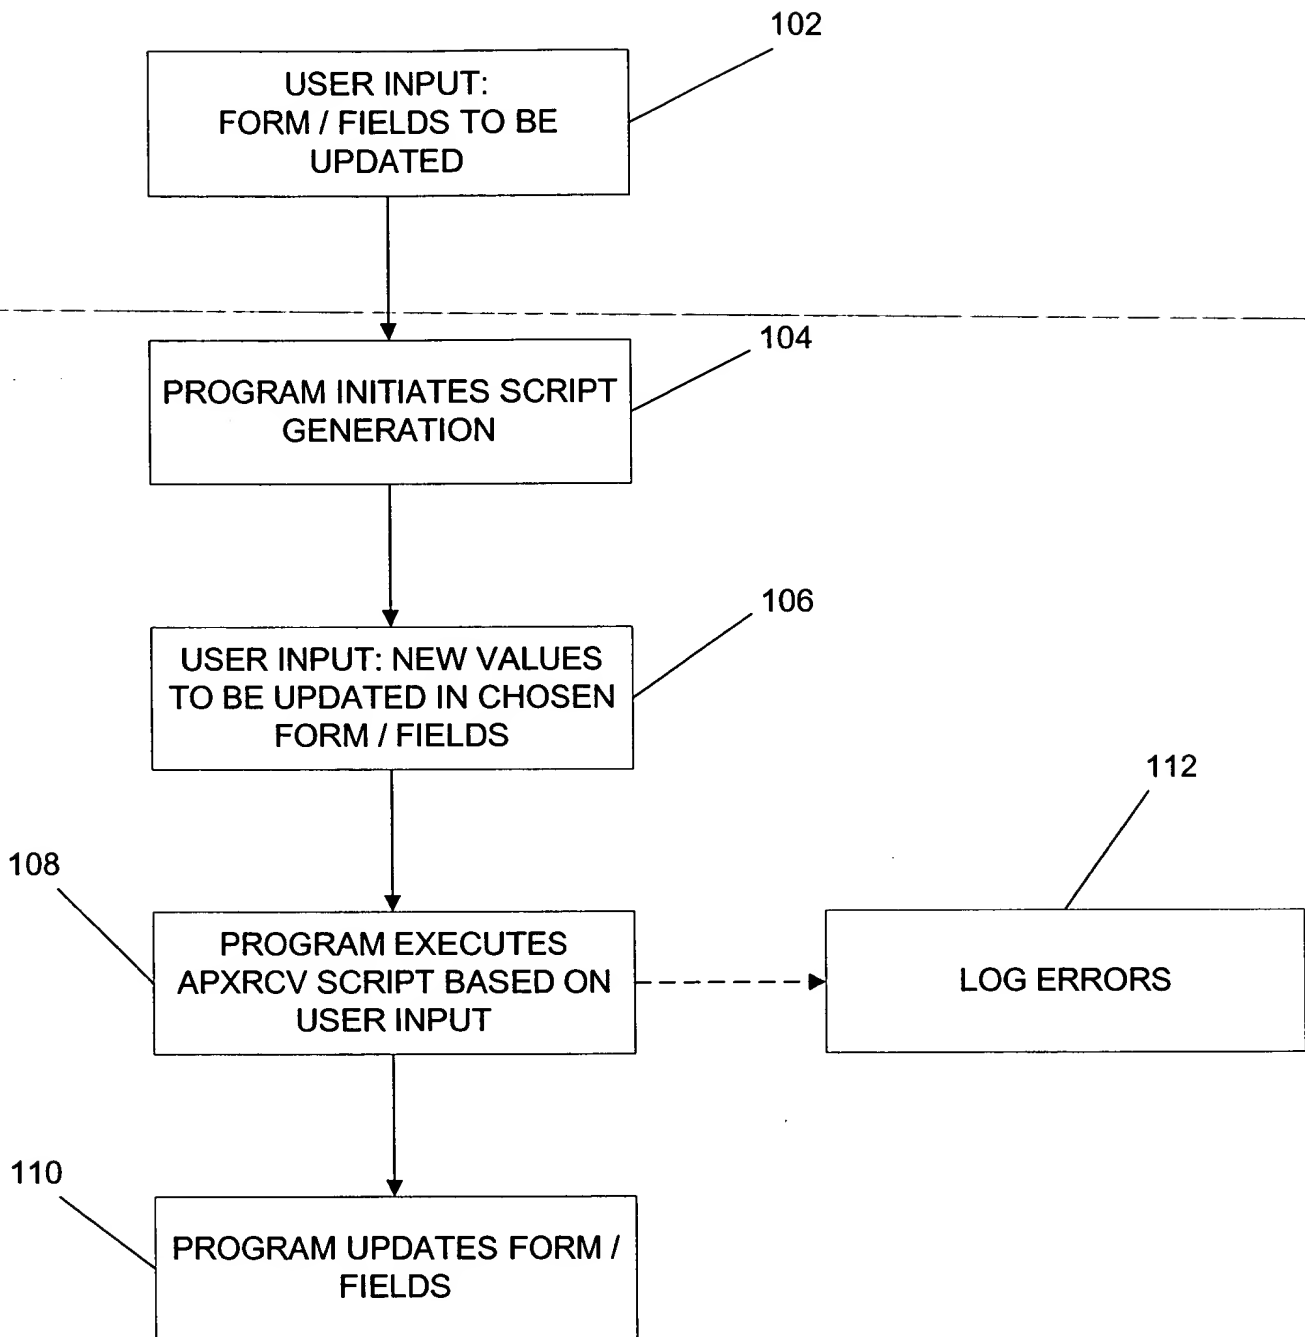 102
USER INPUT:
FORM / FIELDS TO BE
UPDATED
104
PROGRAM INITIATES SCRIPT
GENERATION
106
USER INPUT: NEW VALUES
TO BE UPDATED IN CHOSEN
FORM / FIELDS
112
108
PROGRAM EXECUTES
APXRCV SCRIPT BASED ON
USER INPUT
LOG ERRORS
110
PROGRAM UPDATES FORM /
FIELDS